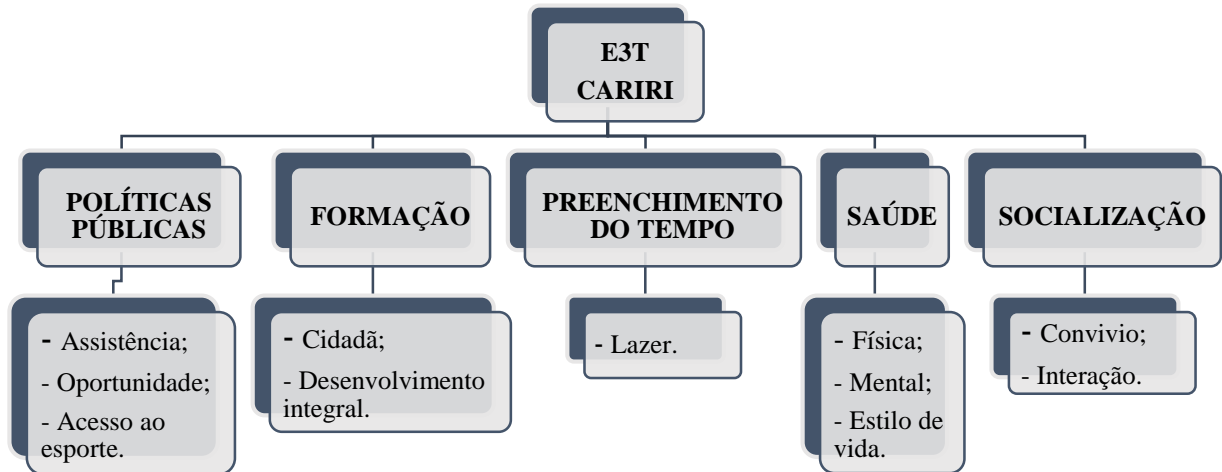 E3T
CARIRI
POLÍTICAS
PÚBLICAS
FORMAÇÃO
PREENCHIMENTO
DO TEMPO
SAÚDE
SOCIALIZAÇÃO
- Assistência;
- Oportunidade;
- Acesso ao
esporte.
- Cidadã;
- Desenvolvimento
integral.
- Lazer.
- Física;
- Mental;
- Estilo de
vida.
- Convivio;
- Interação.